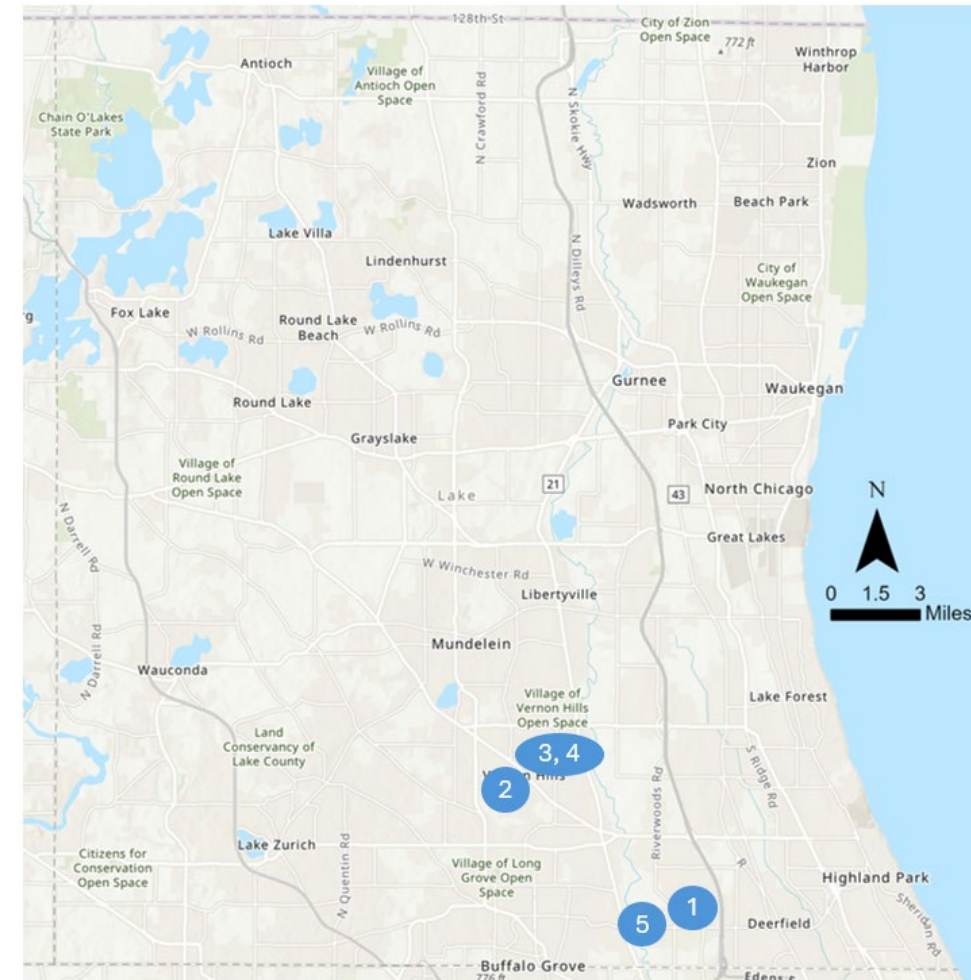 128th St
City of Zion
Open Space
772 ft
Winthrop
Harbor
Antioch
Village of
Antioch Open
Space
N Crawford Rd
N Skokie Hwy
Chain O'Lakes
State Park
Zion
Wadsworth
Beach Park
Lake Villa
Lindenhurst
N Dilleys Rd
City of
Waukegan
Open Space
Fox Lake
W Rollins Rd
Round Lake
Beach
W Rollins Rd
Gurnee
Waukegan
Round Lake
Park City
Grayslake
Village of
Round Lake
Open Space
Lake
21
43
North Chicago
N
Great Lakes
N Darrell Rd
W Winchester Rd
Libertyville
0 1.5 3
Miles
Mundelein
N Darrell Rd
Wauconda
Village of
Vernon Hills
Open Space
Lake Forest
Land
Conservancy of
Lake County
3, 4
2
S Ridge Rd
Riverwoods Rd
Lake Zurich
N Quentin Rd
Citizens for
Conservation
Open Space
Village of Long
Grove Open
Space
R
Highland Park
Sheridan Rd
1
5
Deerfield
Buffalo Grove
776 ft